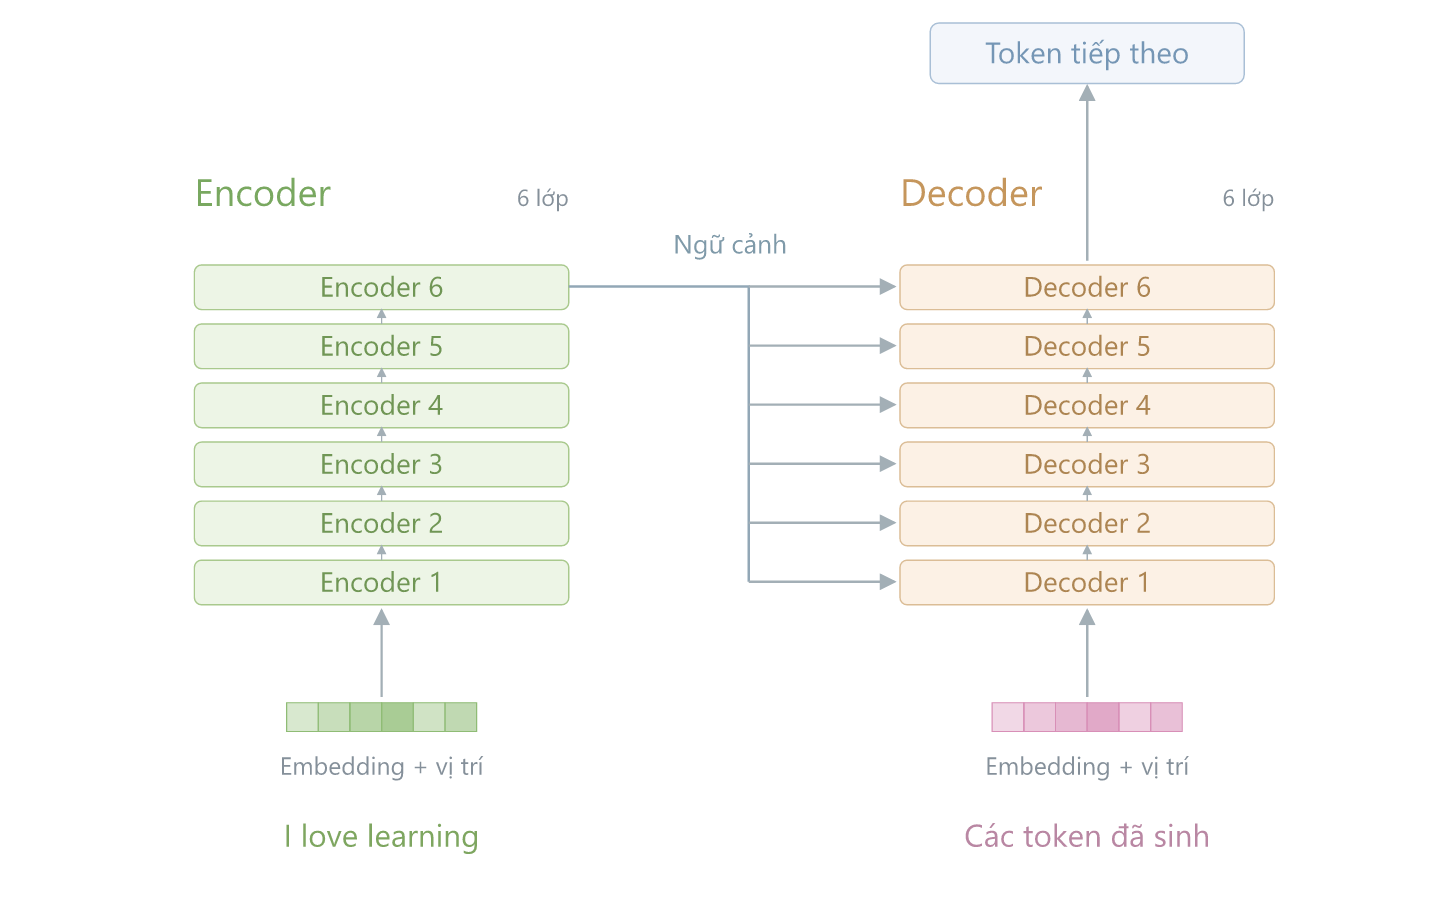 Token tiếp theo
Encoder
6 lớp
Decoder
6 lớp
Ngữ cảnh
Encoder 6
Encoder 5
Encoder 4
Encoder 3
Encoder 2
Encoder 1
Decoder 6
Decoder 5
Decoder 4
Decoder 3
Decoder 2
Decoder 1
Embedding + vị trí
I love learning
Embedding + vị trí
Các token đã sinh